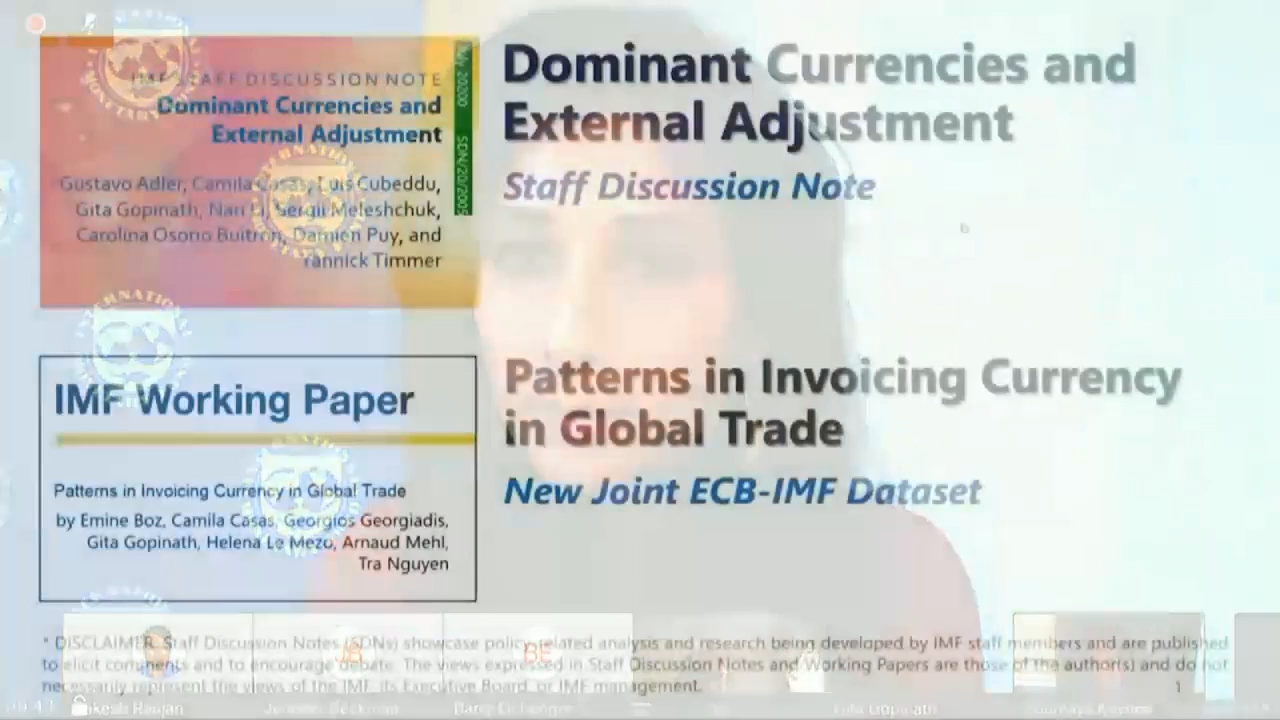 IMF STAFF DISCUSSION NOTE
Dominant Currencies and
External Adjustment
Gustavo Adler, Camila Casas, Luis Cubeddu,
Gita Gopinath, Nan Li, Sergii Meleshchuk,
Carolina Osorio Buitron, Damien Puy, and
Yannick Timmer
Dominant Currencies and
External Adjustment
Staff Discussion Note
IMF Working Paper
Patterns in Invoicing Currency in Global Trade
by Emine Boz, Camila Casas, Georgios Georgiadis,
Gita Gopinath, Helena Le Mezo, Arnaud Mehl,
Tra Nguyen
Patterns in Invoicing Currency
in Global Trade
New Joint ECB-IMF Dataset
JB
BE
* DISCLAIMER: Staff Discussion Notes (SDNs) showcase policy-related analysis and research being developed by IMF staff members and are published
to elicit comments and to encourage debate. The views expressed in Staff Discussion Notes and Working Papers are those of the author(s) and do not
necessarily represent the views of the IMF, its Executive Board, or IMF management.
1